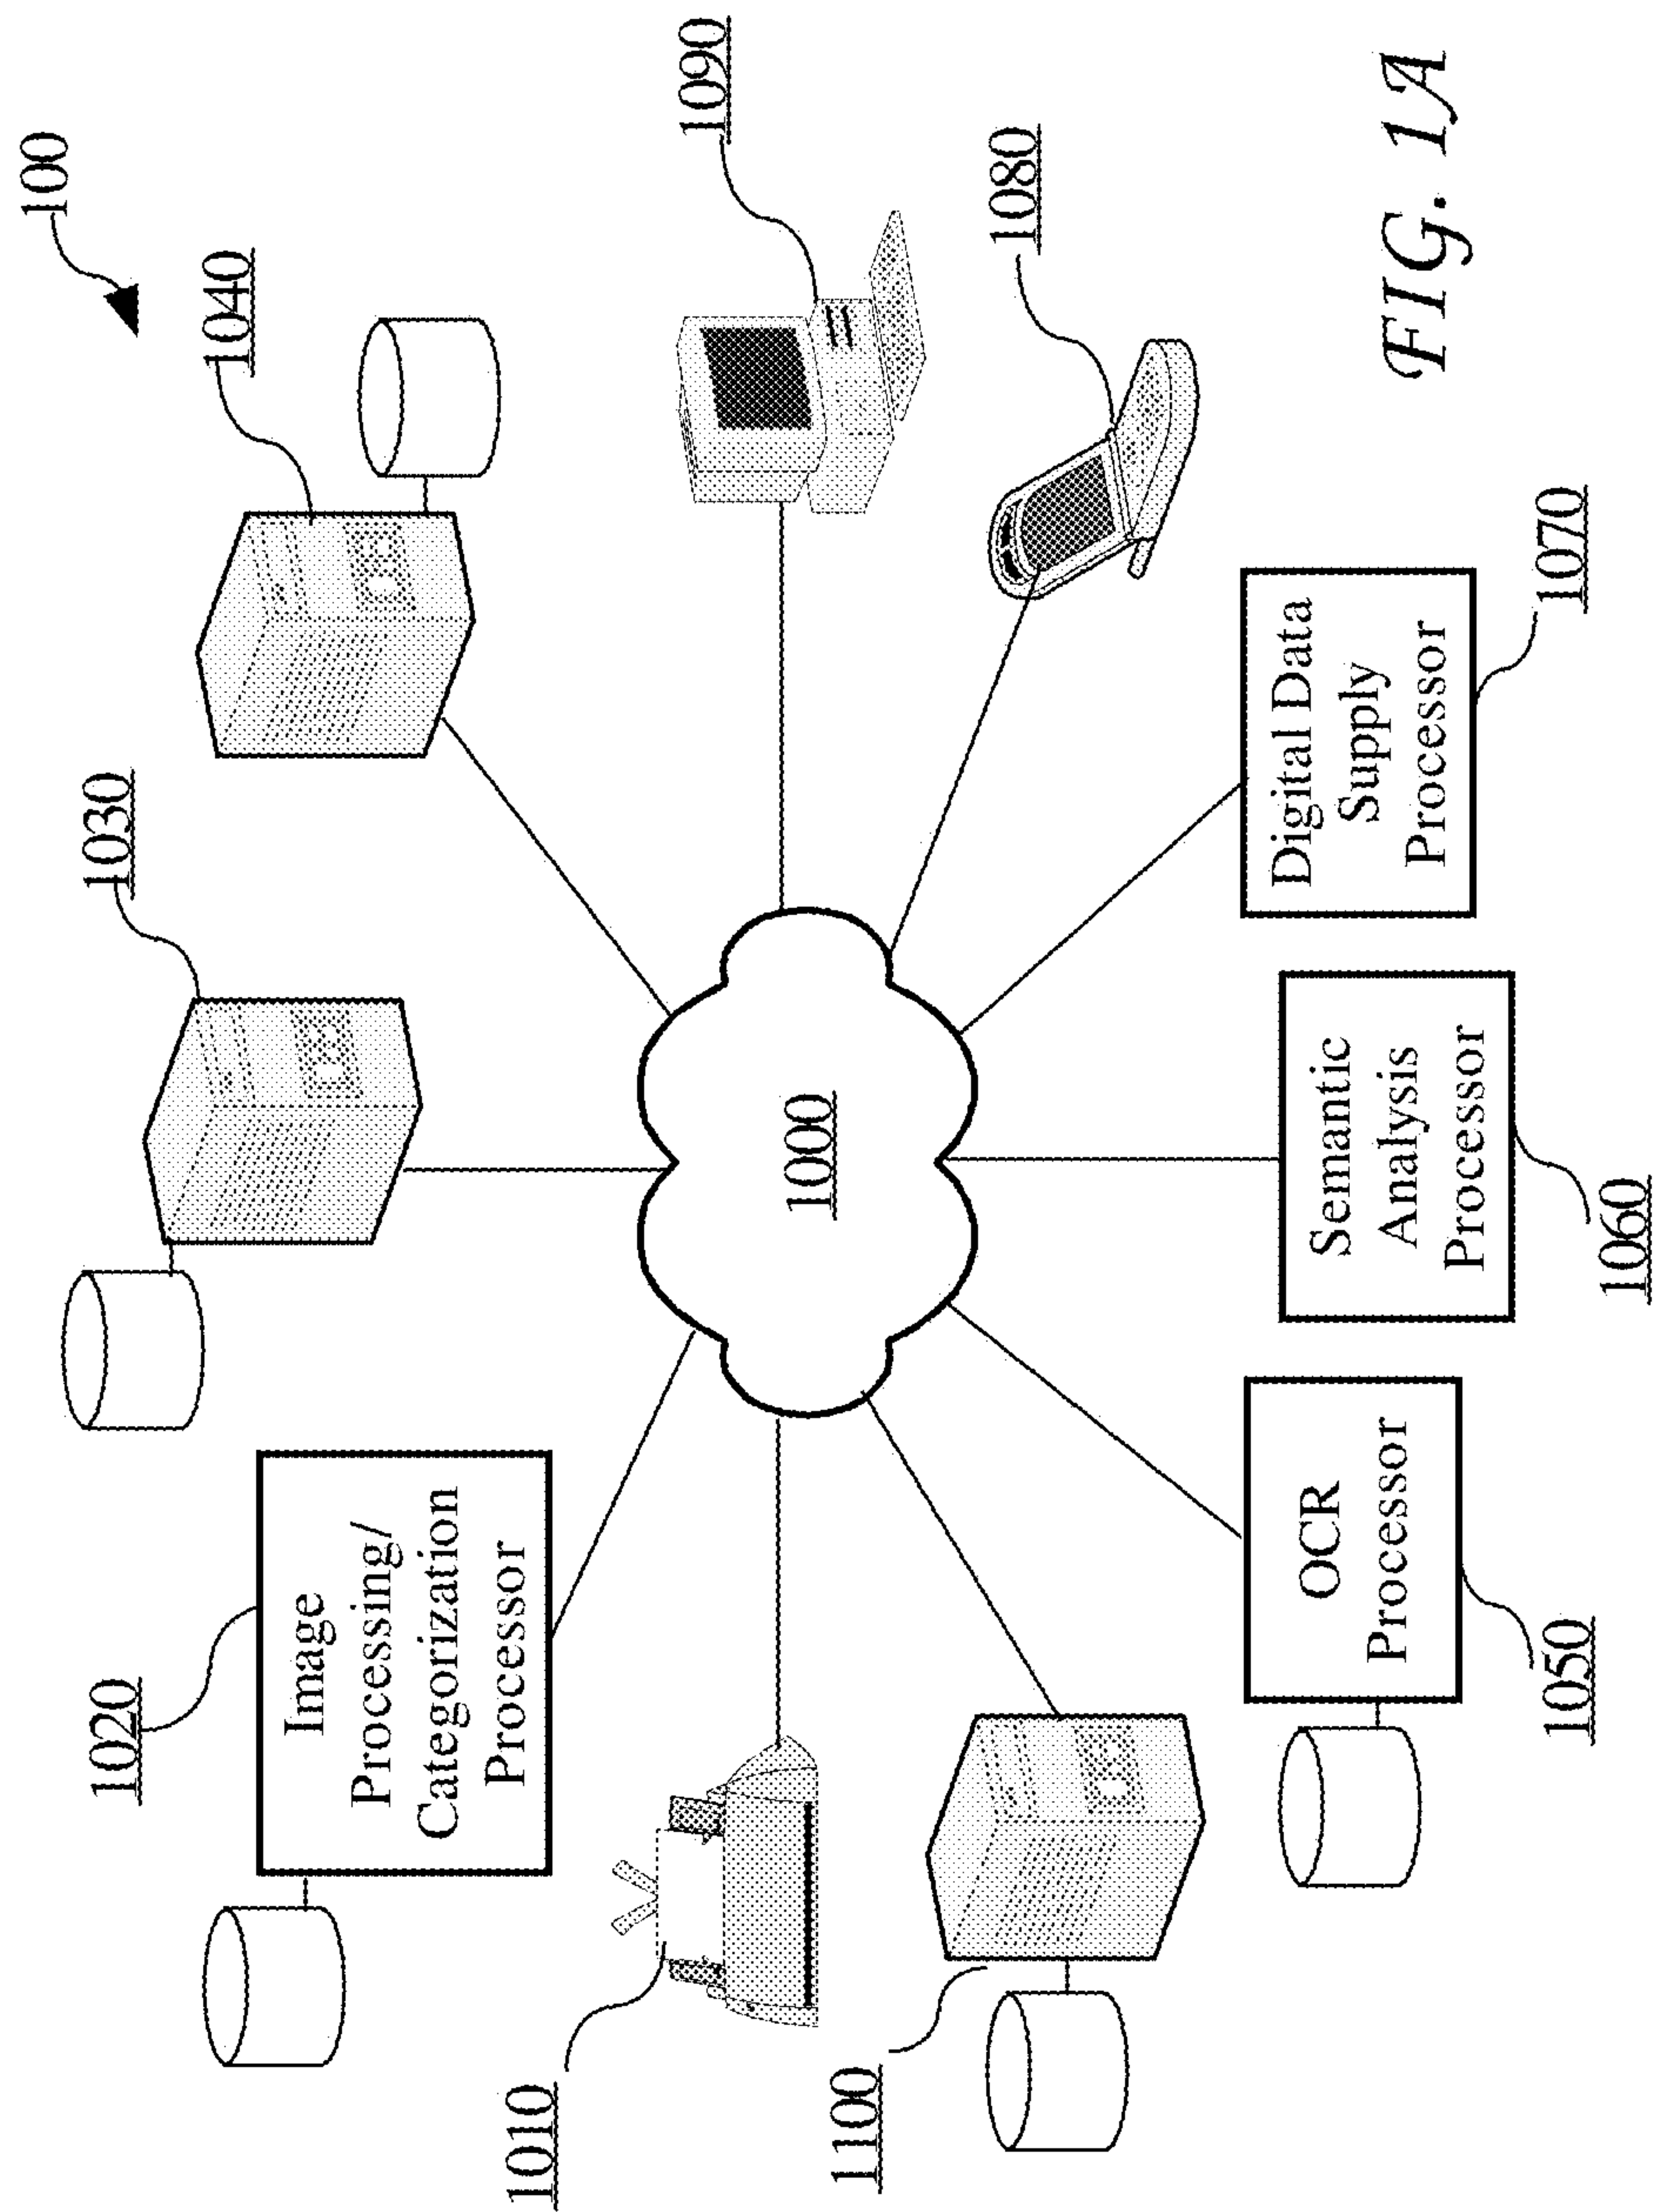 100
1040
1030
1020
Image
Processing/
Categorization
Processor
1010
1000
1090
1080
1100
OCR
Processor
1050
Semantic
Analysis
Processor
1060
Digital Data
Supply
Processor
1070
FIG. 1A